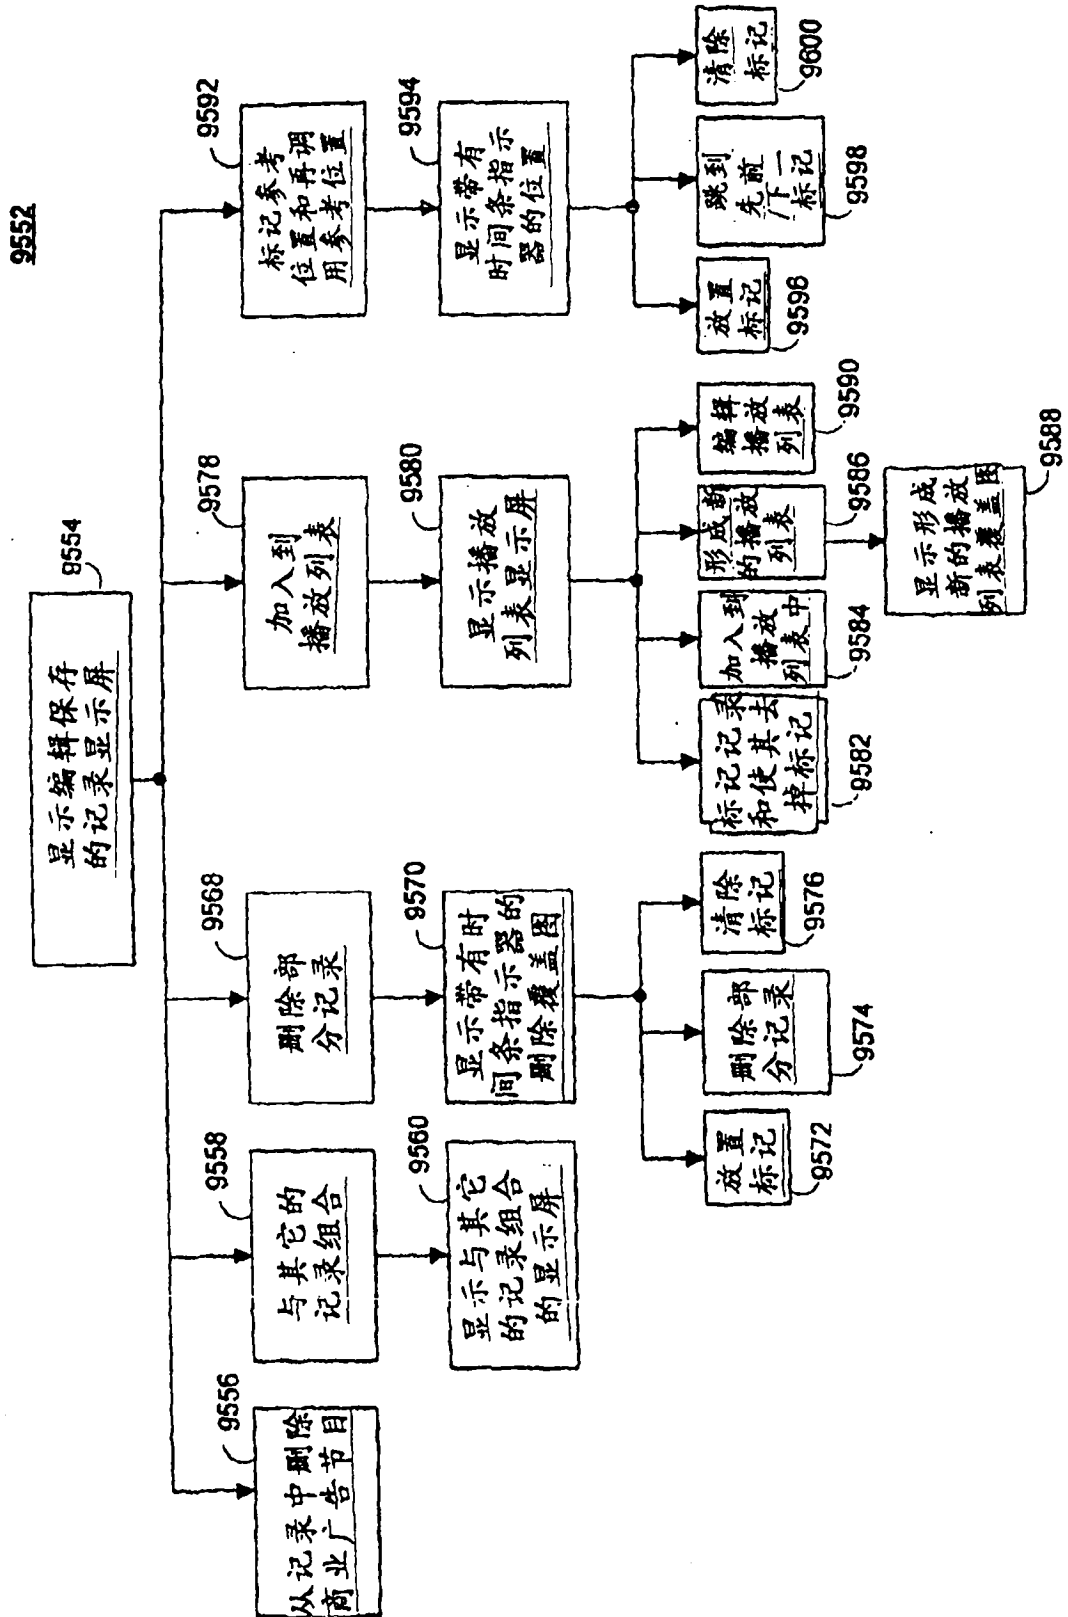 9552
显示编辑保存
的记录显示屏
9554
从记录中删除
商业广告节目
9556
与其它的
记录组合
9558
显示与其它
的记录组合
的显示屏
9560
删除部
分记录
9568
显示带有时
间条指示器的
删除覆盖图
9570
放置
标记
9572
删除部
分记录
9574
清除
标记
9576
加入到
播放列表
9578
显示播放
列表显示屏
9580
标记记录
和使其去
掉标记
9582
加入到
播放
列表中
9584
形成新
的播放
列表
9586
显示形成
新的播放
列表覆盖图
9588
编辑
播放
列表
9590
标记参考
位置和再调
用参考位置
9592
显示带有
时间条指示
器的位置
9594
放置
标记
9596
跳到
先前
/下一
标记
9598
清除
标记
9600